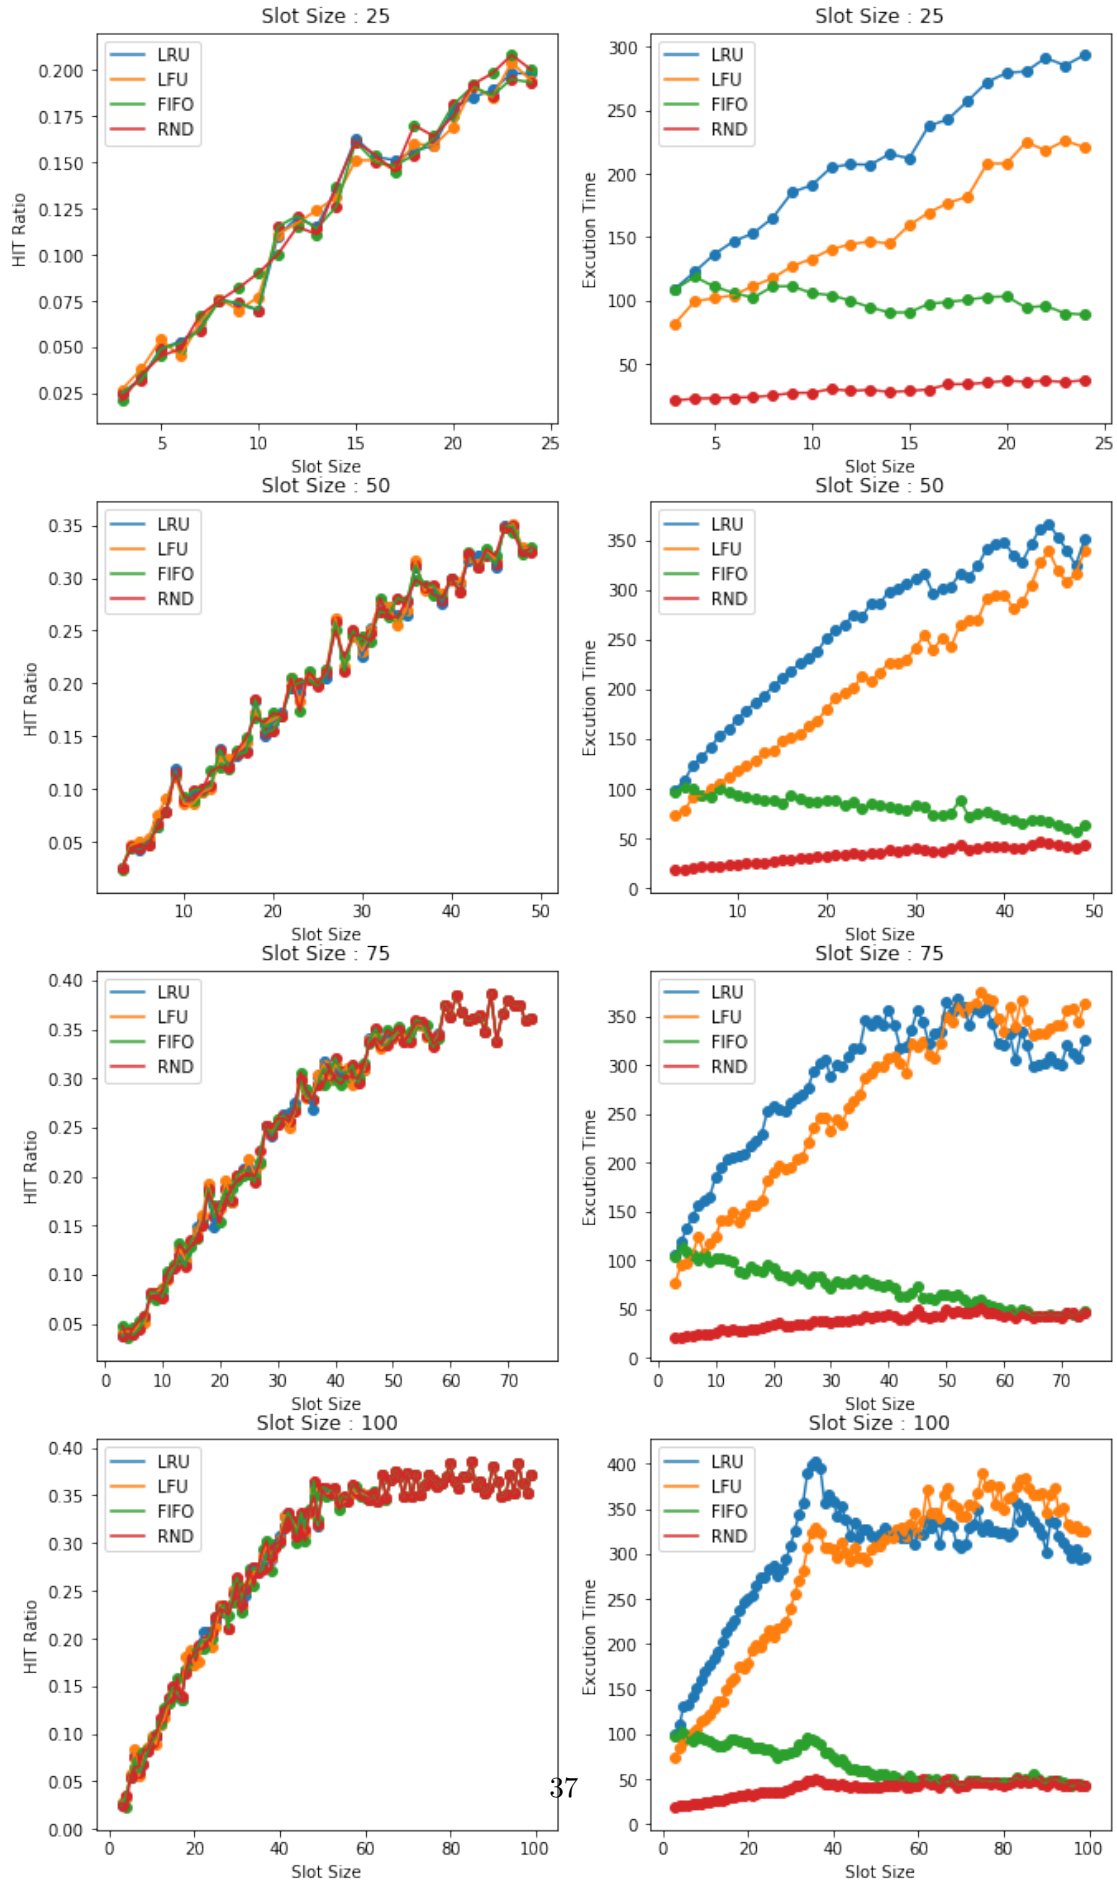 Slot Size : 25
LRU
LFU
FIFO
RND
0.200
0.175
0.150
0.125
0.100
0.075
0.050
0.025
HIT Ratio
5 10 15 20 25
Slot Size
Slot Size : 25
LRU
LFU
FIFO
RND
300
250
200
150
100
50
Excution Time
5 10 15 20 25
Slot Size
Slot Size : 50
LRU
LFU
FIFO
RND
0.35
0.30
0.25
0.20
0.15
0.10
0.05
HIT Ratio
10 20 30 40 50
Slot Size
Slot Size : 50
LRU
LFU
FIFO
RND
350
300
250
200
150
100
50
0
Excution Time
10 20 30 40 50
Slot Size
Slot Size : 75
LRU
LFU
FIFO
RND
0.40
0.35
0.30
0.25
0.20
0.15
0.10
0.05
HIT Ratio
0 10 20 30 40 50 60 70
Slot Size
Slot Size : 75
LRU
LFU
FIFO
RND
350
300
250
200
150
100
50
0
Excution Time
0 10 20 30 40 50 60 70
Slot Size
Slot Size : 100
LRU
LFU
FIFO
RND
0.40
0.35
0.30
0.25
0.20
0.15
0.10
0.05
0.00
HIT Ratio
0 20 40 60 80 100
Slot Size
Slot Size : 100
LRU
LFU
FIFO
RND
400
350
300
250
200
150
100
50
0
Excution Time
0 20 40 60 80 100
Slot Size
37